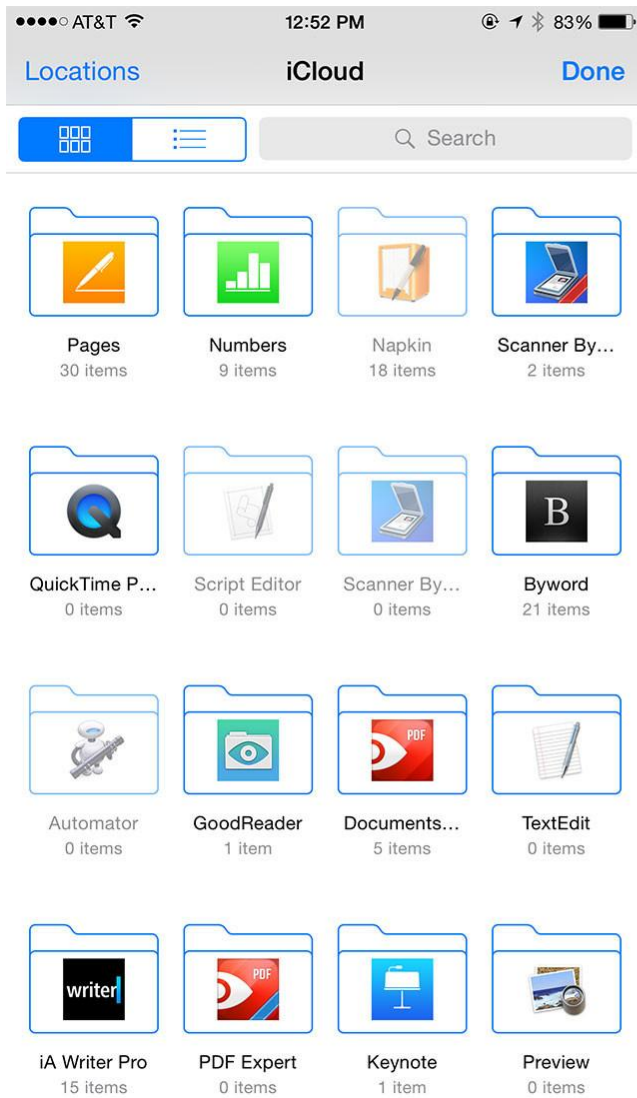 AT&T 12:52 PM 83%
Locations iCloud Done
Search
Pages Numbers Napkin Scanner By...
30 items 9 items 18 items 2 items
B
QuickTime P... Script Editor Scanner By... Byword
0 items 0 items 0 items 21 items
PDF
Automator GoodReader Documents... TextEdit
0 items 1 item 5 items 0 items
writer PDF
iA Writer Pro PDF Expert Keynote Preview
15 items 0 items 1 item 0 items